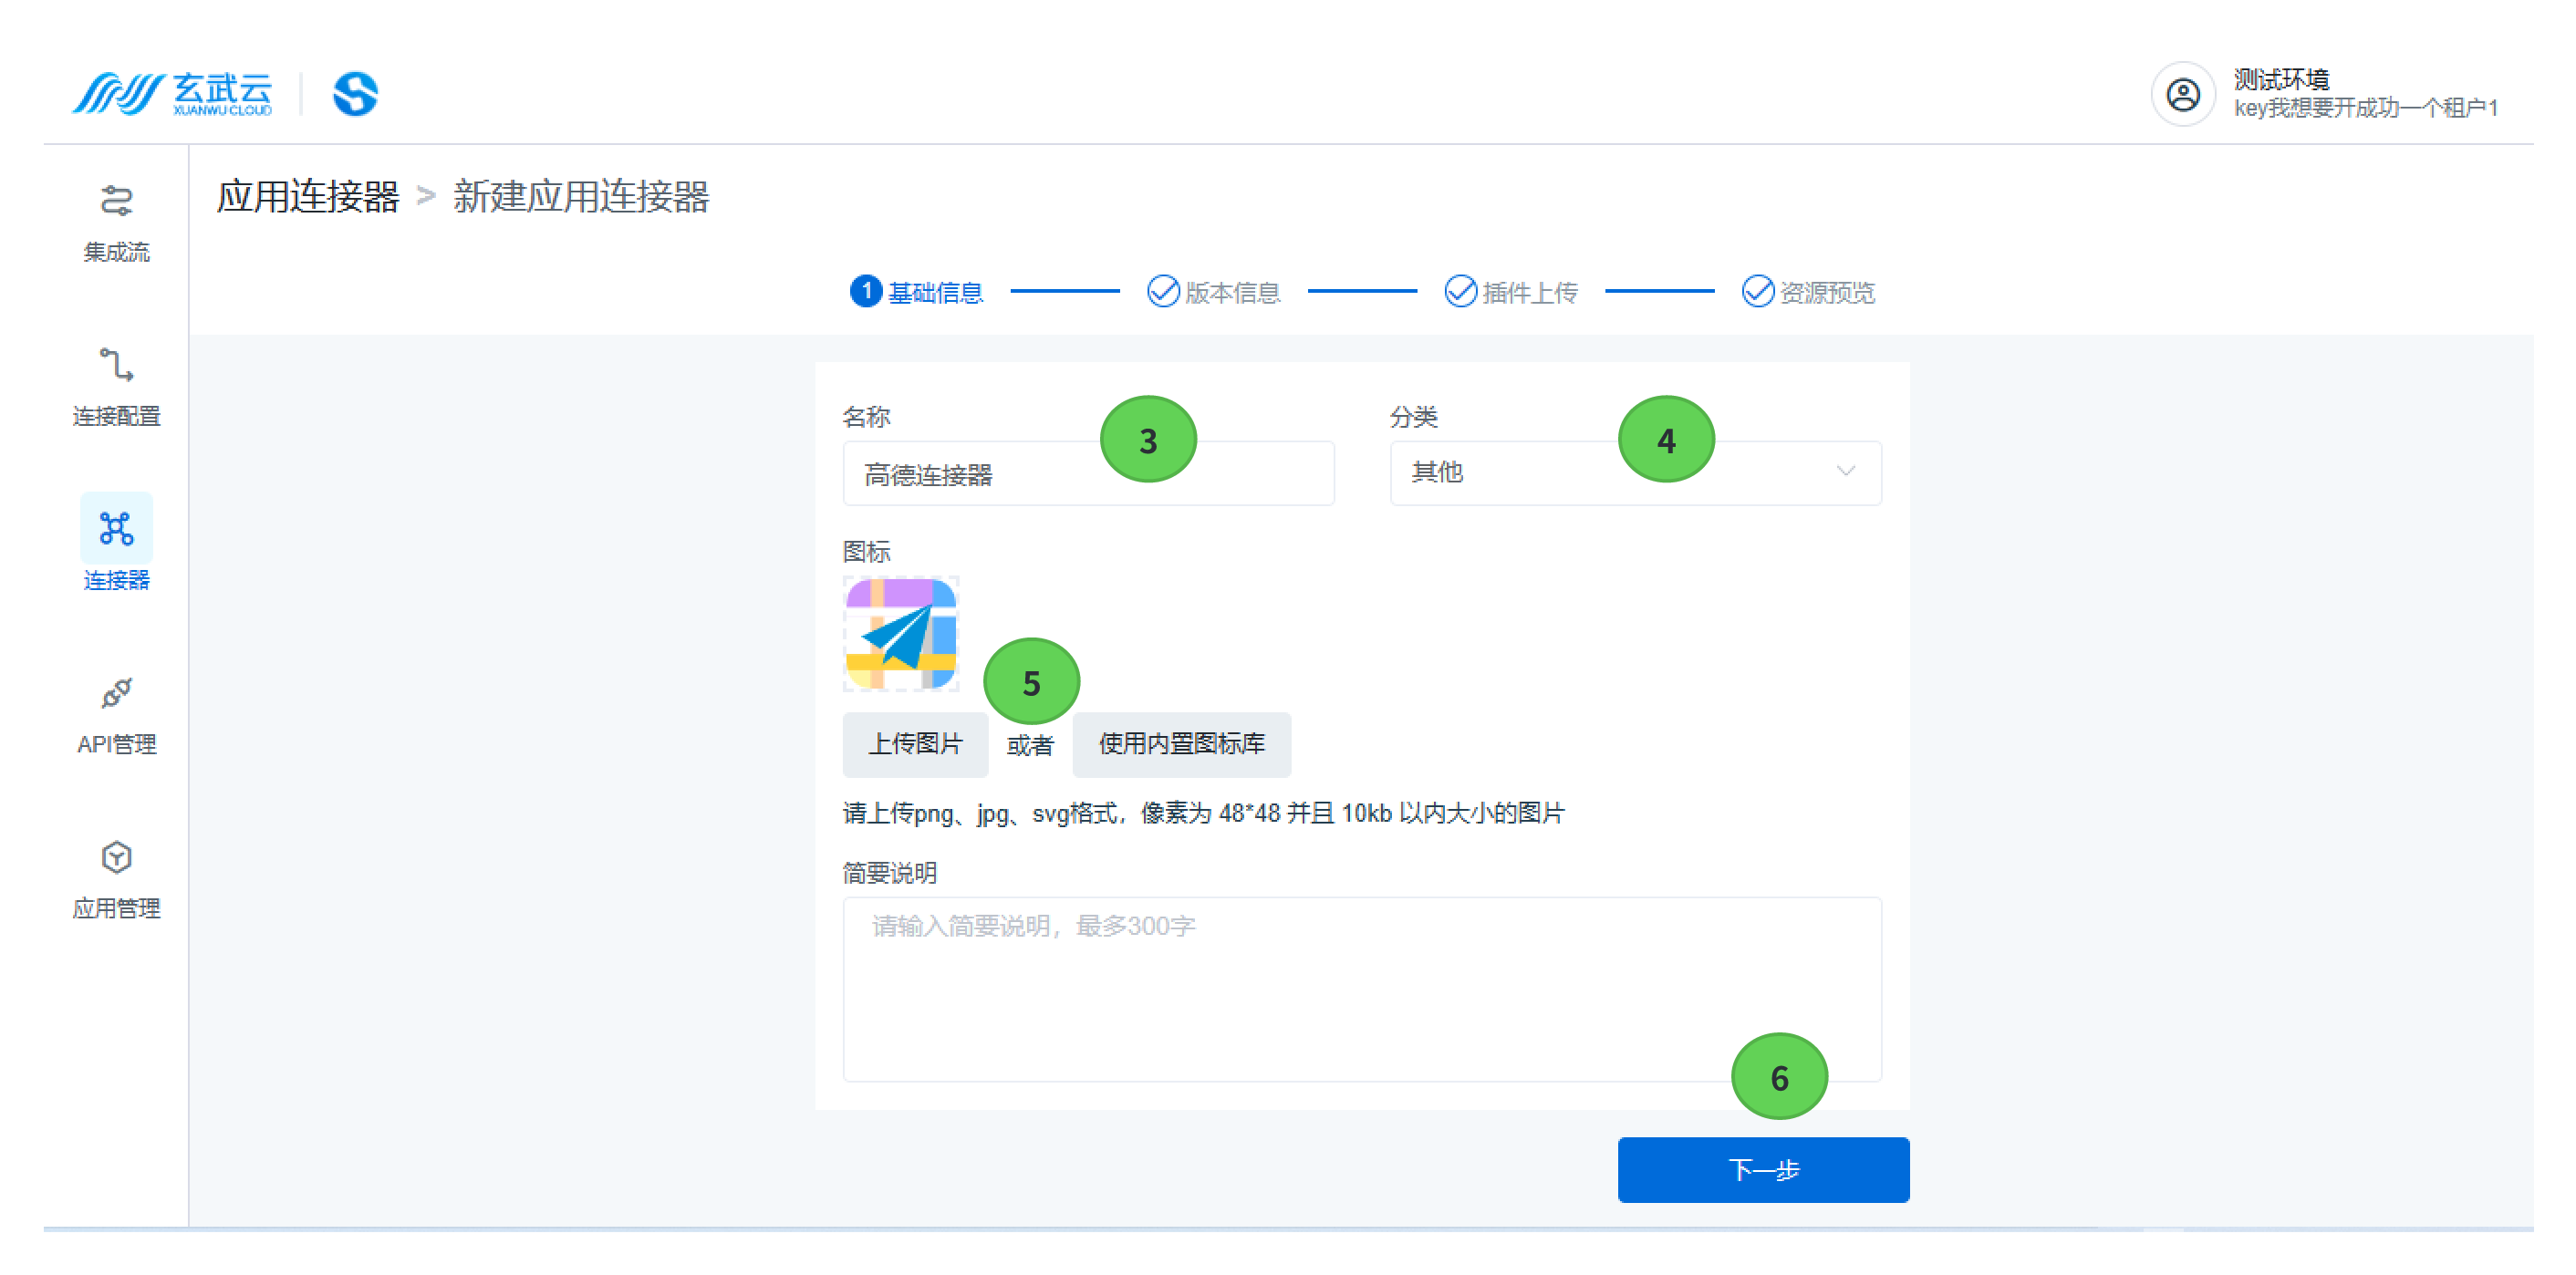 玄武云
XUANWU CLOUD
测试环境
key我想要开成功一个租户1
集成流
连接配置
连接器
API管理
应用管理
应用连接器 > 新建应用连接器
1 基础信息 版本信息 插件上传 资源预览
名称 3 分类 4
高德连接器 其他
图标
5
上传图片 或者 使用内置图标库
请上传png、jpg、svg格式，像素为 48*48 并且 10kb 以内大小的图片
简要说明
请输入简要说明，最多300字
6
下一步